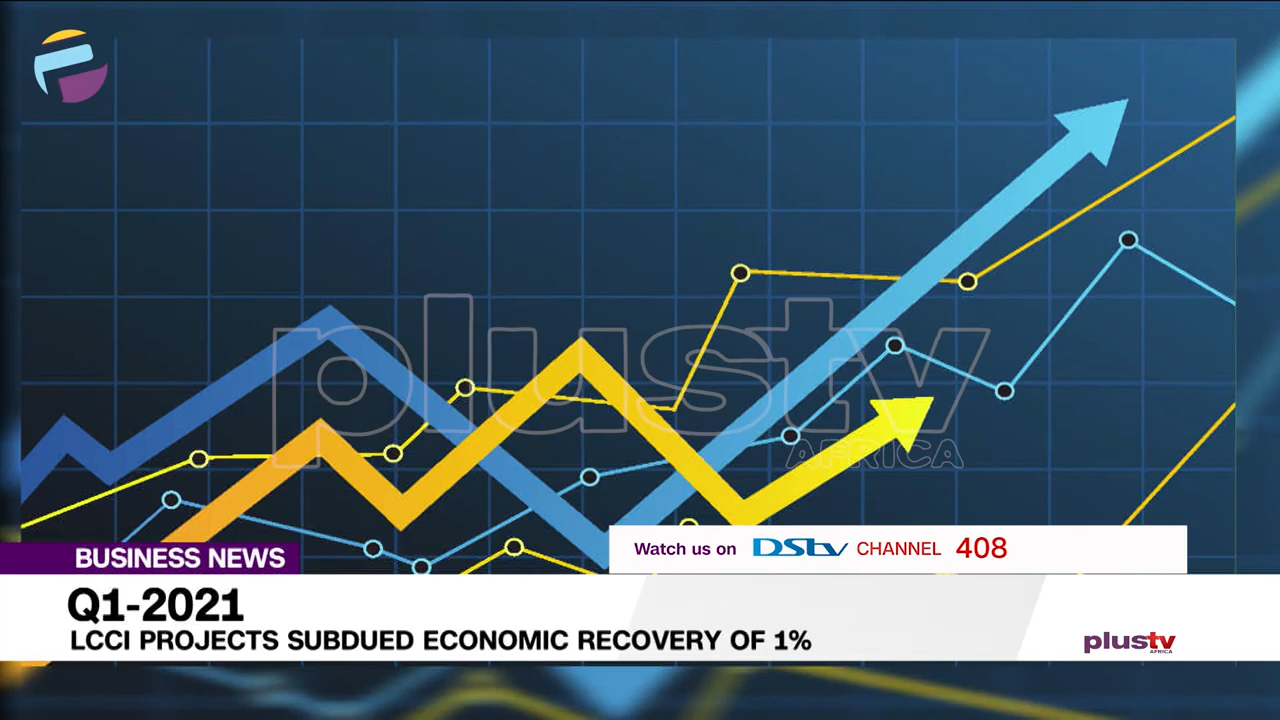 plustv
AFRICA
BUSINESS NEWS
Watch us on DStv CHANNEL 408
Q1-2021
LCCI PROJECTS SUBDUED ECONOMIC RECOVERY OF 1%
plustv
AFRICA